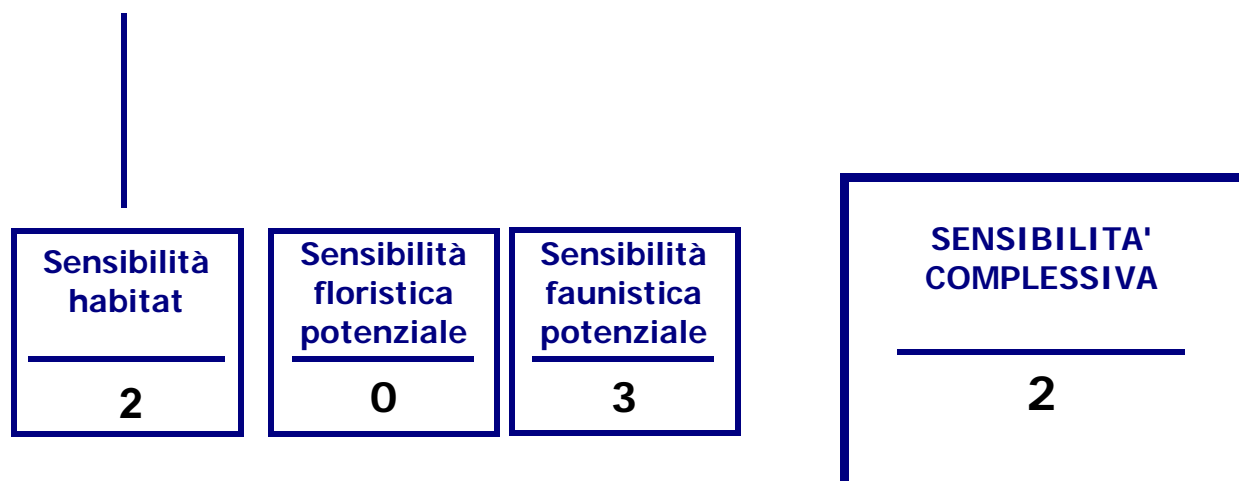 Sensibilità
habitat
2
Sensibilità
floristica
potenziale
0
Sensibilità
faunistica
potenziale
3
SENSIBILITA'
COMPLESSIVA
2